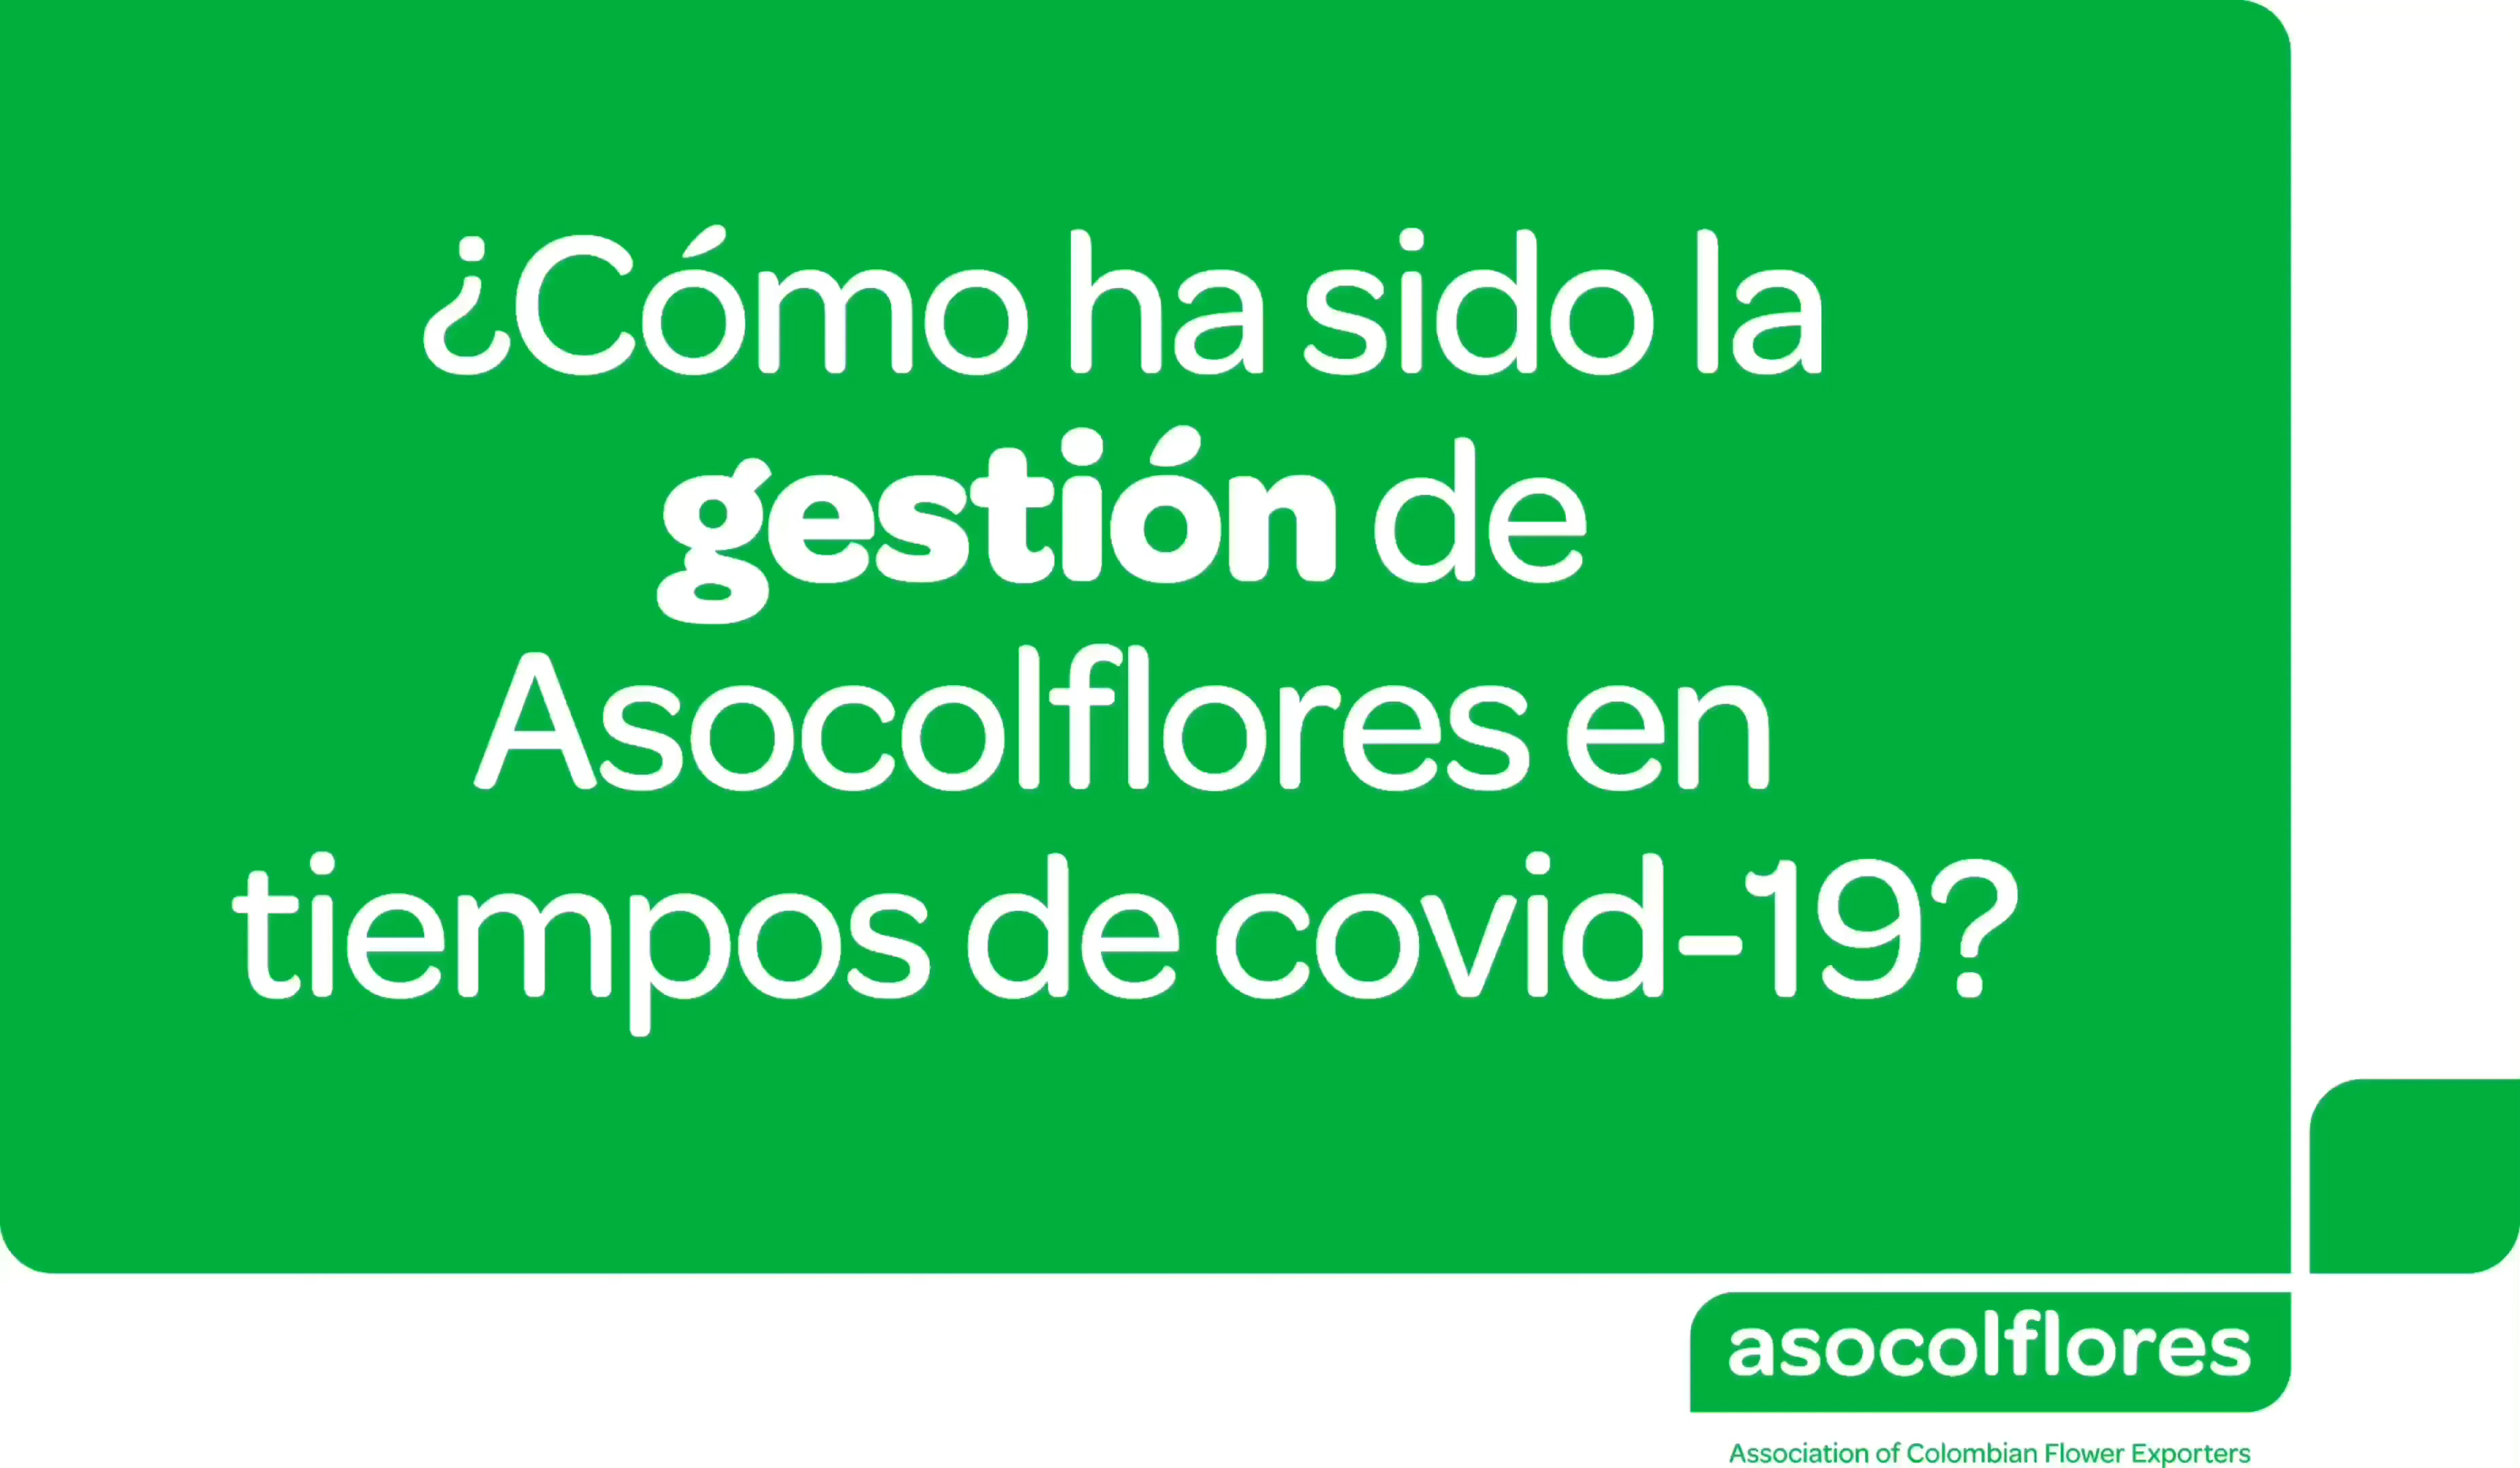 ¿Cómo ha sido la
gestión de
Asocolflores en
tiempos de covid-19?
asocolflores
Association of Colombian Flower Exporters